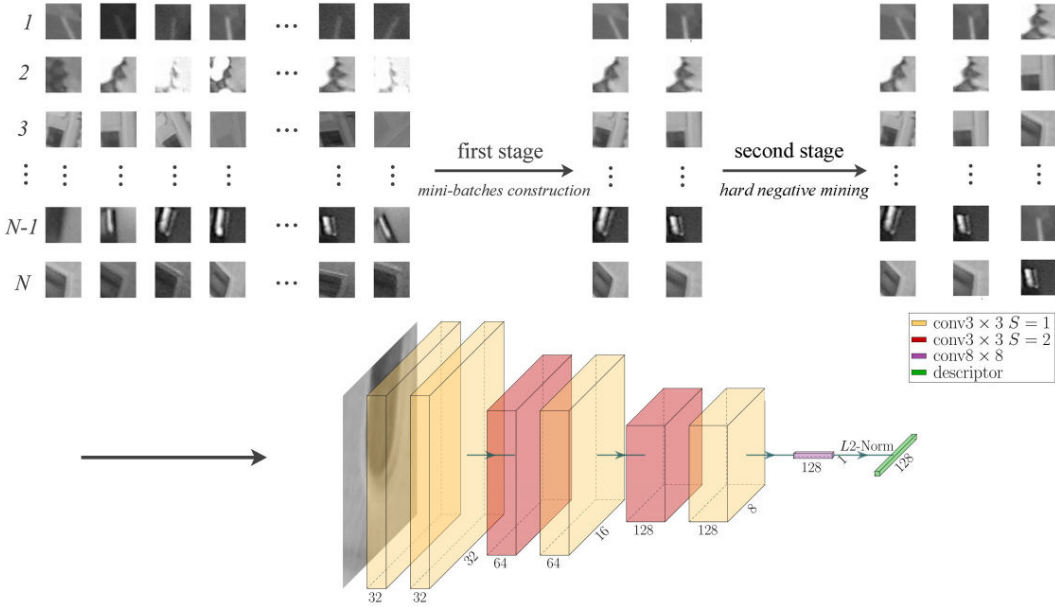 1
...
2
...
3
...
first stage
mini-batches construction
second stage
hard negative mining
N-1
...
N
...
conv3 × 3 S = 1
conv3 × 3 S = 2
conv8 × 8
descriptor
L2-Norm
128
1
128
8
128
128
16
64
64
32
32
32